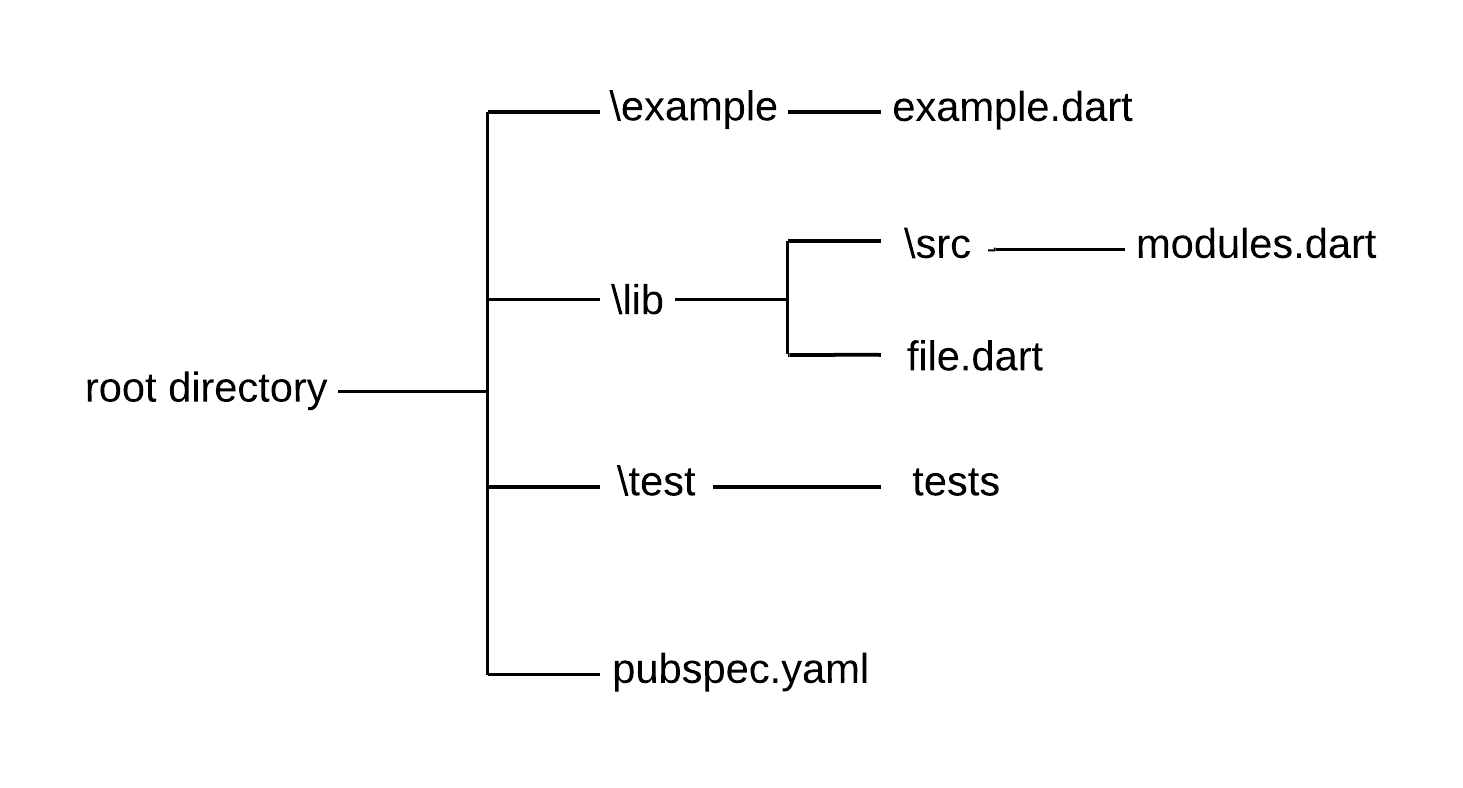 \example
example.dart
\src
modules.dart
\lib
file.dart
root directory
\test
tests
pubspec.yaml